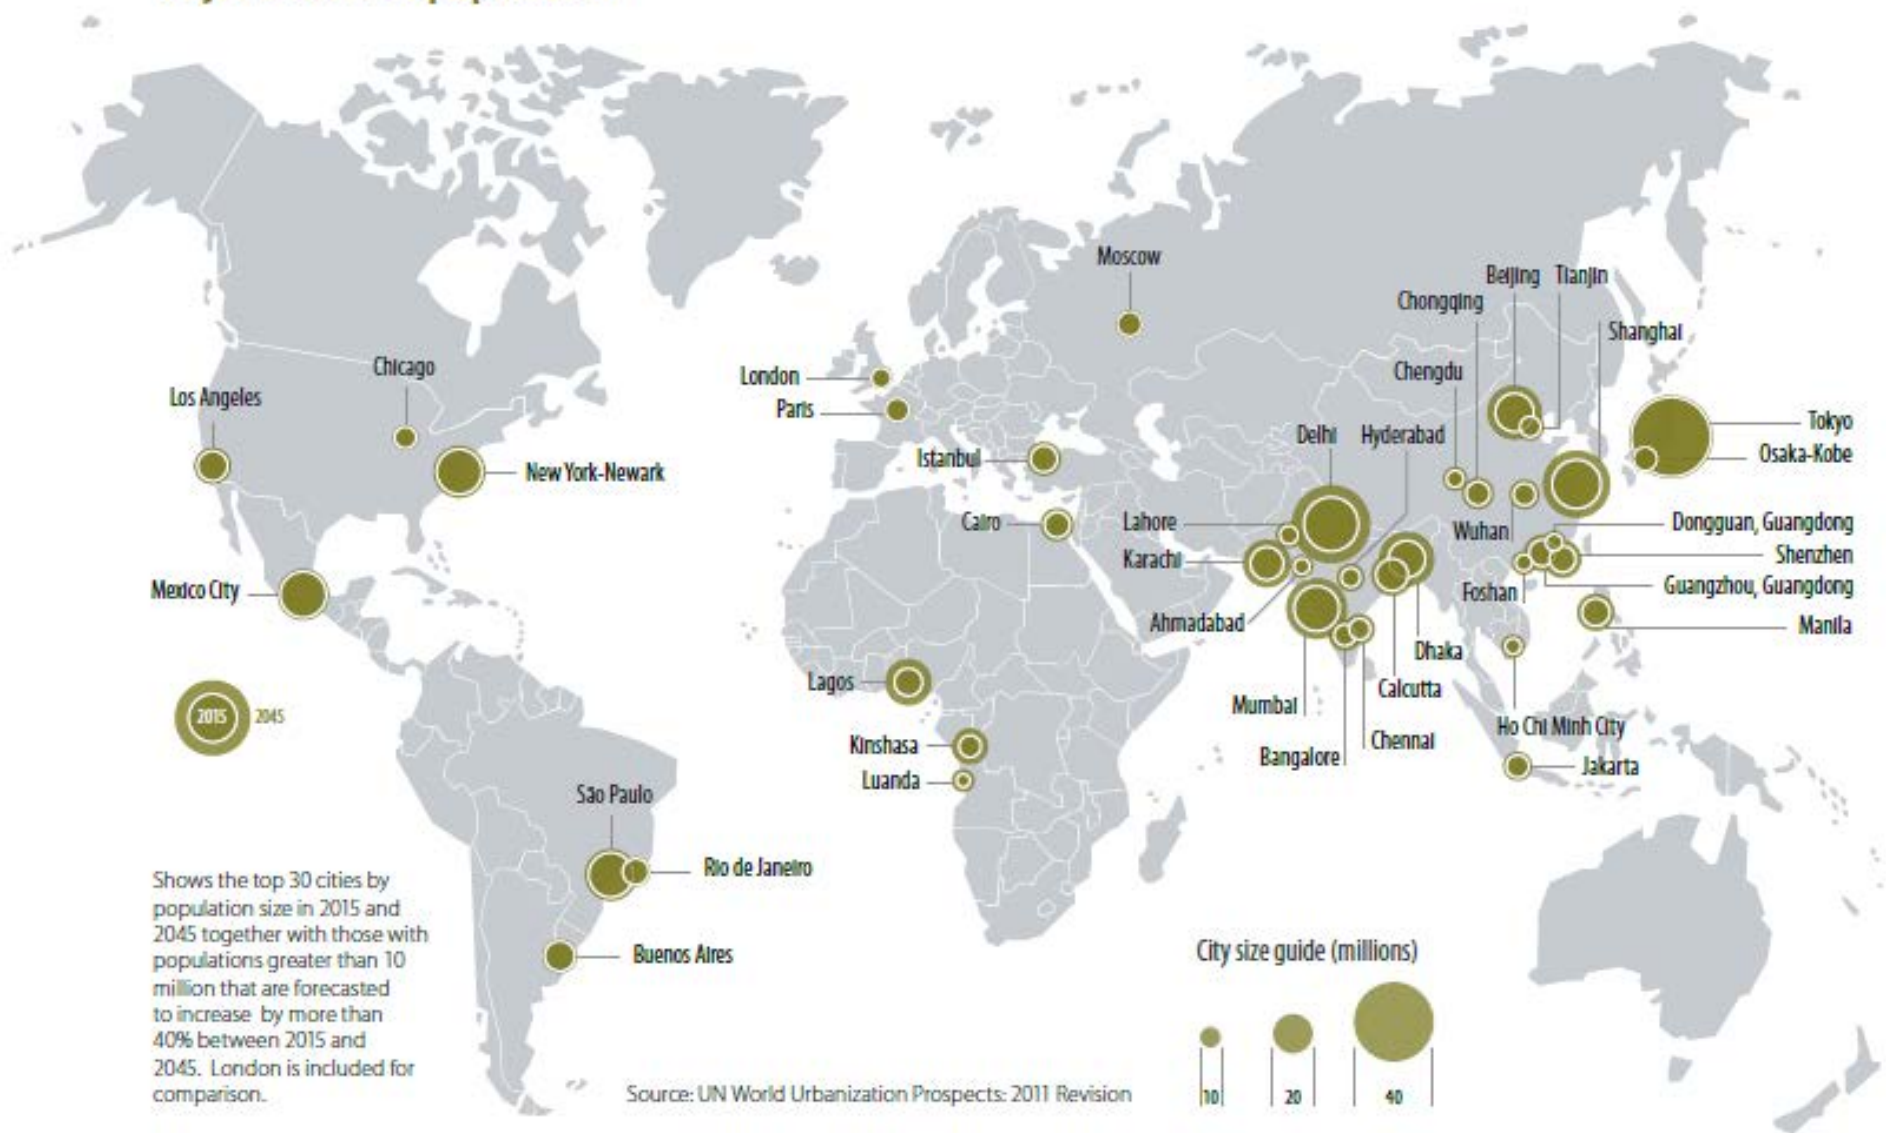 Moscow
Beijing
Tianjin
Chongqing
Shanghai
Chicago
London
Chengdu
Los Angeles
Paris
Tokyo
Delhi
Hyderabad
Istanbul
Osaka-Kobe
New York-Newark
Cairo
Lahore
Wuhan
Dongguan, Guangdong
Karachi
Shenzhen
Mexico City
Foshan
Guangzhou, Guangdong
Ahmadabad
Manila
Dhaka
Lagos
Calcutta
Mumbai
2015
2045
Ho Chi Minh City
Kinshasa
Chennai
Bangalore
Luanda
Jakarta
São Paulo
Rio de Janeiro
Shows the top 30 cities by
population size in 2015 and
2045 together with those with
populations greater than 10
million that are forecasted
to increase by more than
40% between 2015 and
2045. London is included for
comparison.
Buenos Aires
City size guide (millions)
10
20
40
Source: UN World Urbanization Prospects: 2011 Revision